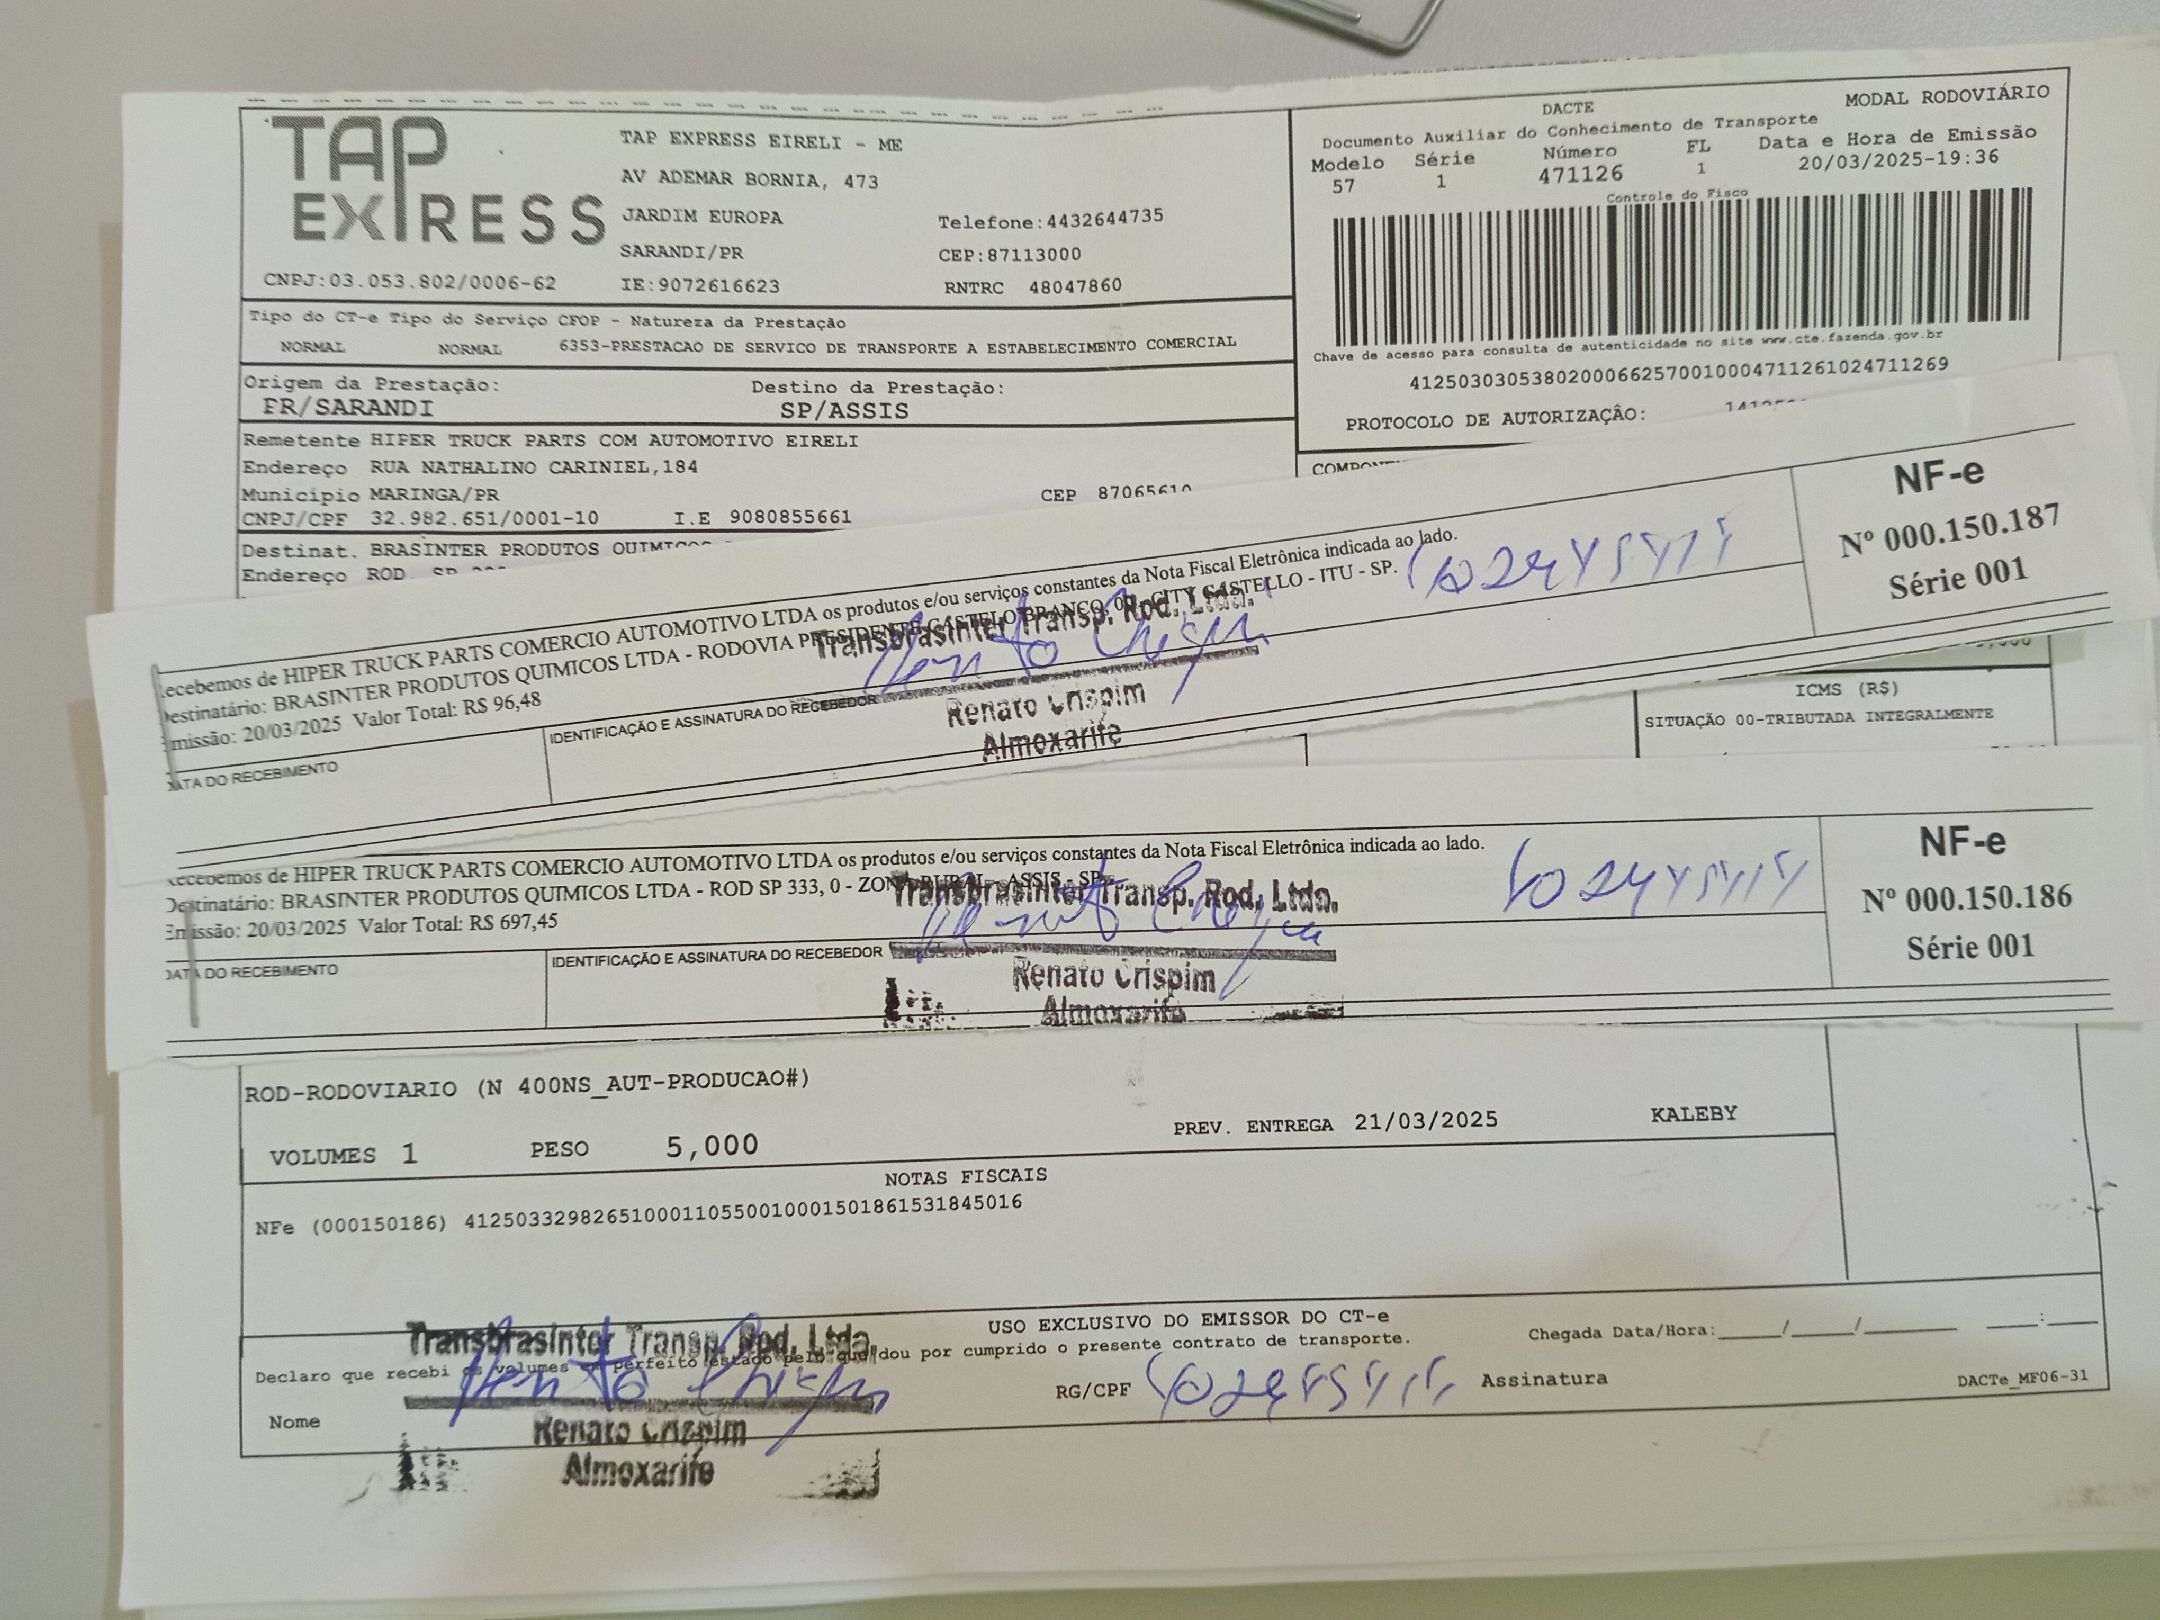 TAP EXPRESS
TAP EXPRESS EIRELI - ME
AV ADEMAR BORNIA, 473
JARDIM EUROPA
Telefone:4432644735
SARANDI/PR
CEP:87113000
CNPJ:03.053.802/0006-62
IE:9072616623
RNTRC 48047860
DACTE
MODAL RODOVIÁRIO
Documento Auxiliar do Conhecimento de Transporte
Modelo Série Número FL Data e Hora de Emissão
57 1 471126 1 20/03/2025-19:36
Controle do Fisco
Chave de acesso para consulta de autenticidade no site www.cte.fazenda.gov.br
41250303053802000662570010004711261024711269
PROTOCOLO DE AUTORIZAÇÃO:
Tipo do CT-e Tipo do Serviço CFOP - Natureza da Prestação
NORMAL NORMAL 6353-PRESTACAO DE SERVICO DE TRANSPORTE A ESTABELECIMENTO COMERCIAL
Origem da Prestação: Destino da Prestação:
PR/SARANDI SP/ASSIS
Remetente HIPER TRUCK PARTS COM AUTOMOTIVO EIRELI
Endereço RUA NATHALINO CARINIEL,184
Município MARINGA/PR CEP 87065610
CNPJ/CPF 32.982.651/0001-10 I.E 9080855661
Destinat. BRASINTER PRODUTOS QUIMICOS
Endereço ROD SP
ecebemos de HIPER TRUCK PARTS COMERCIO AUTOMOTIVO LTDA os produtos e/ou serviços constantes da Nota Fiscal Eletrônica indicada ao lado.
estinatário: BRASINTER PRODUTOS QUIMICOS LTDA - RODOVIA PRESIDENTE CASTELO BRANCO, 0 - CITY CASTELLO - ITU - SP.
missão: 20/03/2025 Valor Total: R$ 96,48
ATA DO RECEBIMENTO
IDENTIFICAÇÃO E ASSINATURA DO RECEBEDOR
Transbrasinter Transp. Rod. Ltda.
Renato Crispim
Almoxarife
NF-e
Nº 000.150.187
Série 001
ICMS (R$)
SITUAÇÃO 00-TRIBUTADA INTEGRALMENTE
ecebemos de HIPER TRUCK PARTS COMERCIO AUTOMOTIVO LTDA os produtos e/ou serviços constantes da Nota Fiscal Eletrônica indicada ao lado.
Destinatário: BRASINTER PRODUTOS QUIMICOS LTDA - ROD SP 333, 0 - ZONA RURAL - ASSIS - SP
Emissão: 20/03/2025 Valor Total: R$ 697,45
DATA DO RECEBIMENTO
IDENTIFICAÇÃO E ASSINATURA DO RECEBEDOR
Transbrasinter Transp. Rod. Ltda.
Renato Crispim
Almoxarife
NF-e
Nº 000.150.186
Série 001
ROD-RODOVIARIO (N 400NS_AUT-PRODUCAO#)
VOLUMES 1 PESO 5,000 PREV. ENTREGA 21/03/2025 KALEBY
NOTAS FISCAIS
NFe (000150186) 41250332982651000110550010001501861531845016
USO EXCLUSIVO DO EMISSOR DO CT-e
Transbrasinter Transp. Rod. Ltda.
Declaro que recebi os volumes em perfeito estado pelo que dou por cumprido o presente contrato de transporte.
Chegada Data/Hora:_____/_____/_________ ____:____
Nome
Renato Crispim
Almoxarife
RG/CPF
Assinatura
DACTe_MF06-31